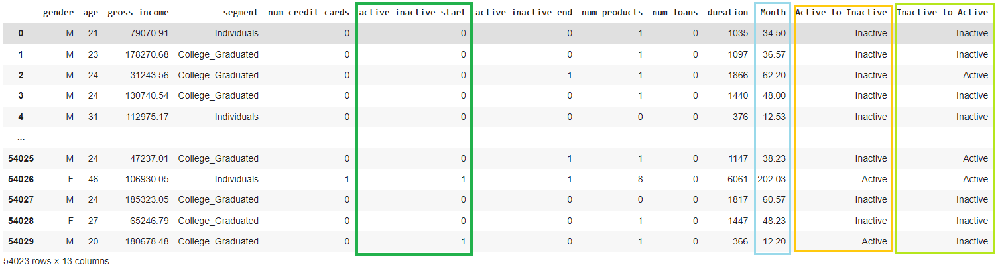 gender age gross_income segment num_credit_cards active_inactive_start active_inactive_end num_products num_loans duration Month Active to Inactive Inactive to Active
0 M 21 79070.91 Individuals 0 0 0 1 0 1035 34.50 Inactive Inactive
1 M 23 178270.68 College_Graduated 0 0 0 1 0 1097 36.57 Inactive Inactive
2 M 24 31243.56 College_Graduated 0 0 1 1 0 1866 62.20 Inactive Active
3 M 24 130740.54 College_Graduated 0 0 0 1 0 1440 48.00 Inactive Inactive
4 M 31 112975.17 Individuals 0 0 0 0 0 376 12.53 Inactive Inactive
... ... ... ... ... ... ... ... ... ... ... ... ... ...
54025 M 24 47237.01 College_Graduated 0 0 1 1 0 1147 38.23 Inactive Active
54026 F 46 106930.05 Individuals 1 1 1 8 0 6061 202.03 Active Active
54027 M 24 185323.05 College_Graduated 0 0 0 0 0 1817 60.57 Inactive Inactive
54028 F 27 65246.79 College_Graduated 0 0 0 1 0 1447 48.23 Inactive Inactive
54029 M 20 180678.48 College_Graduated 0 1 0 1 0 366 12.20 Active Inactive
54023 rows × 13 columns